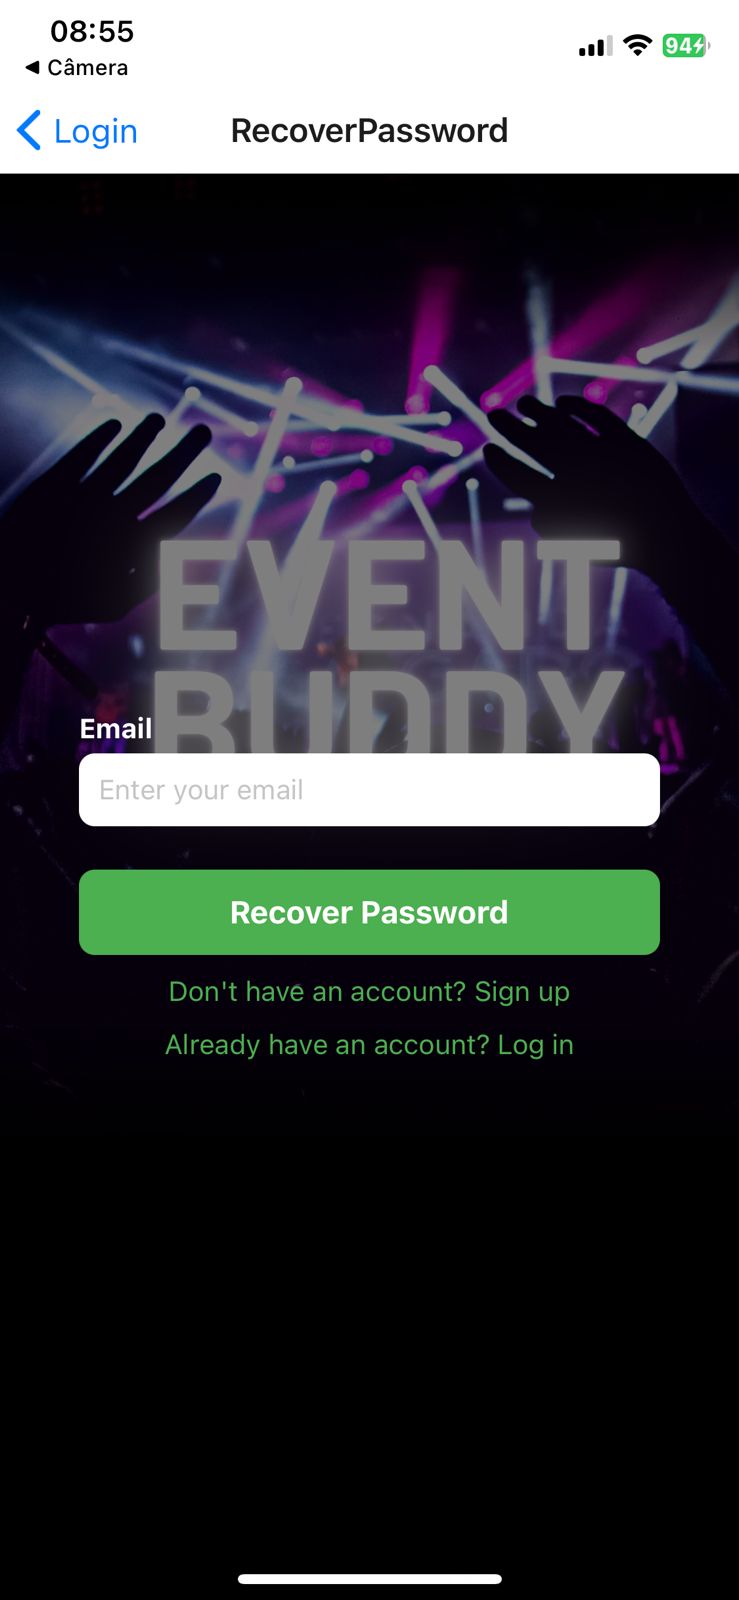 08:55
Câmera
94
Login
RecoverPassword
EVENT
BUDDY
Email
Enter your email
Recover Password
Don't have an account? Sign up
Already have an account? Log in